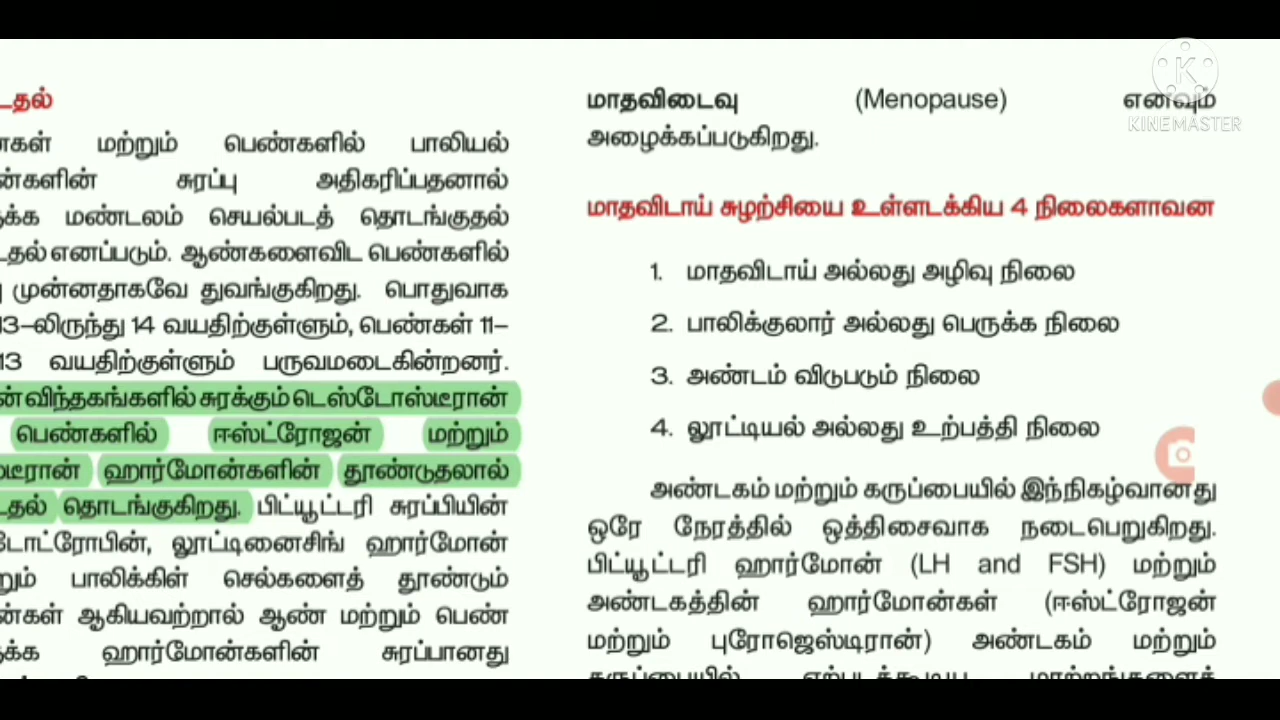 டதல்
மற்றும் பெண்களில் பாலியல்
சுரப்பு அதிகரிப்பதனால்
மண்டலம் செயல்படத் தொடங்குதல்
எனப்படும். ஆண்களைவிட பெண்களில்
முன்னதாகவே துவங்குகிறது. பொதுவாக
13–லிருந்து 14 வயதிற்குள்ளும், பெண்கள் 11–
13 வயதிற்குள்ளும் பருவமடைகின்றனர்.
விந்தகங்களில் சுரக்கும் டெஸ்டோஸ்டீரான்
பெண்களில் ஈஸ்ட்ரோஜன் மற்றும்
ஹார்மோன்களின் தூண்டுதலால்
தொடங்குகிறது. பிட்யூட்டரி சுரப்பியின்
லூட்டினைசிங் ஹார்மோன்
பாலிக்கிள் செல்களைத் தூண்டும்
ஆகியவற்றால் ஆண் மற்றும் பெண்
ஹார்மோன்களின் சுரப்பானது
மாதவிடைவு (Menopause) எனவும்
அழைக்கப்படுகிறது.
மாதவிடாய் சுழற்சியை உள்ளடக்கிய 4 நிலைகளாவன
1. மாதவிடாய் அல்லது அழிவு நிலை
2. பாலிக்குலார் அல்லது பெருக்க நிலை
3. அண்டம் விடுபடும் நிலை
4. லூட்டியல் அல்லது உற்பத்தி நிலை
அண்டகம் மற்றும் கருப்பையில் இந்நிகழ்வானது
ஒரே நேரத்தில் ஒத்திசைவாக நடைபெறுகிறது.
பிட்யூட்டரி ஹார்மோன் (LH and FSH) மற்றும்
அண்டகத்தின் ஹார்மோன்கள் (ஈஸ்ட்ரோஜன்
மற்றும் புரோஜெஸ்டிரான்) அண்டகம் மற்றும்
கருப்பையில் ஏற்படக்கூடிய மாற்றங்களைத்
KINEMASTER